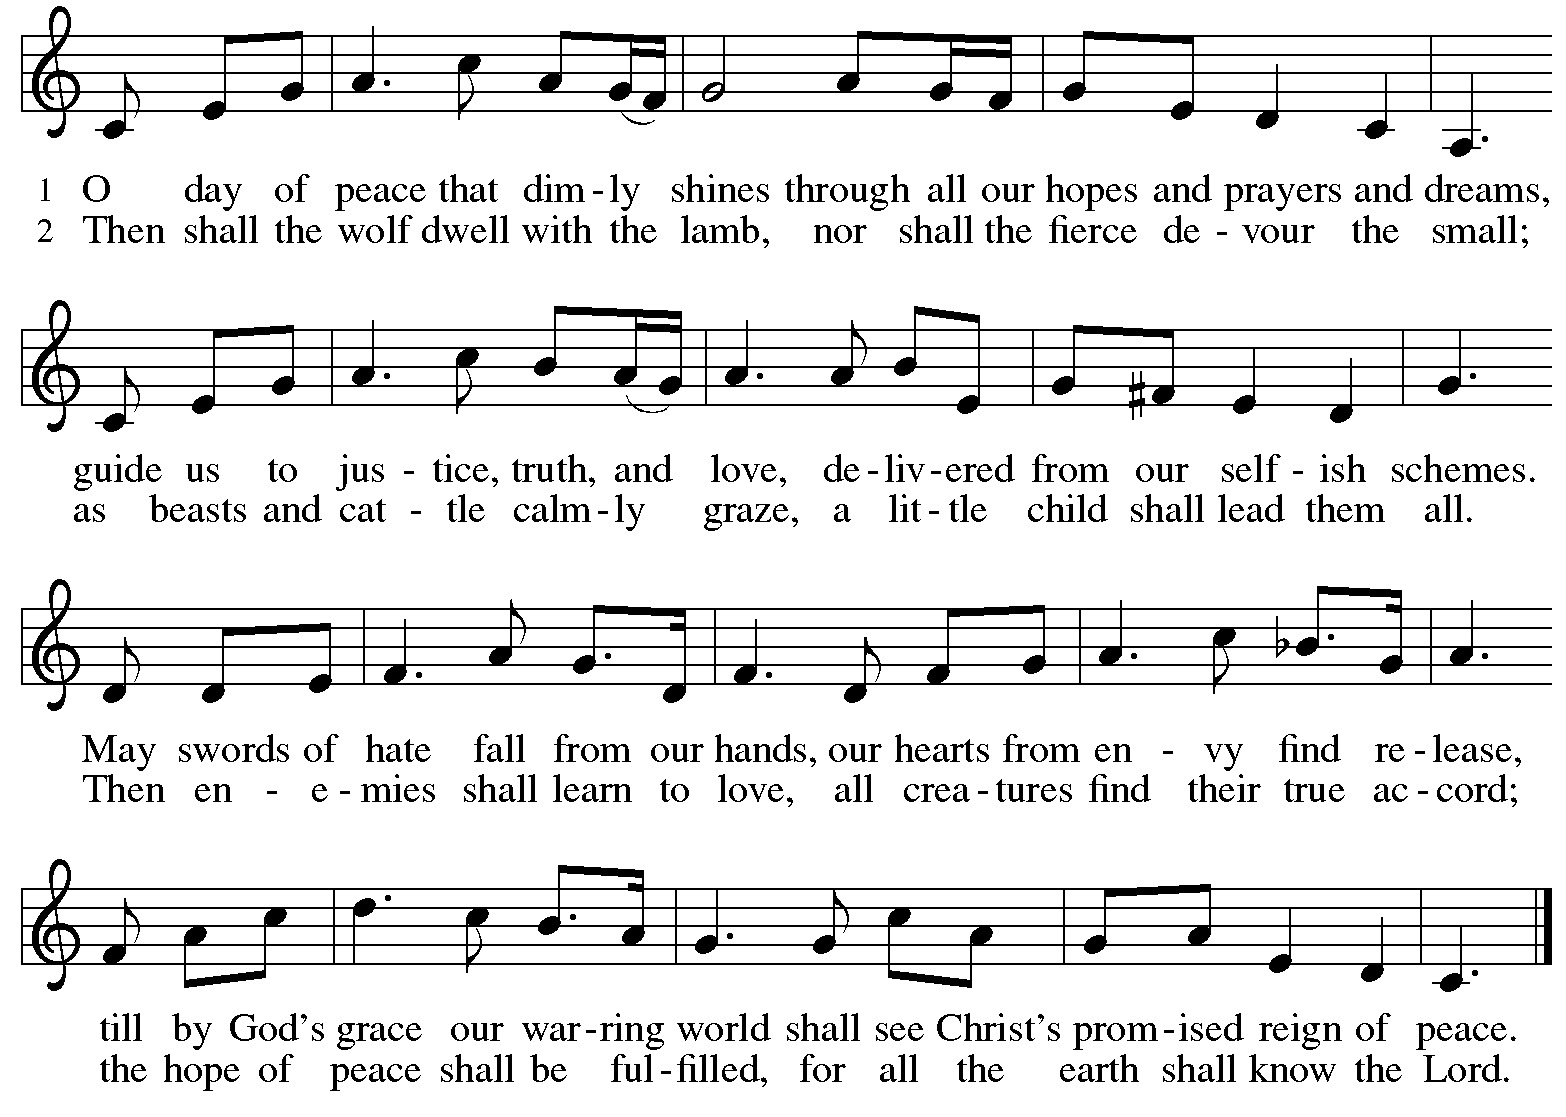 1 O day of peace that dim - ly shines through all our hopes and prayers and dreams,
2 Then shall the wolf dwell with the lamb, nor shall the fierce de - vour the small;
guide us to jus - tice, truth, and love, de - liv - ered from our self - ish schemes.
as beasts and cat - tle calm - ly graze, a lit - tle child shall lead them all.
May swords of hate fall from our hands, our hearts from en - vy find re - lease,
Then en - e - mies shall learn to love, all crea - tures find their true ac - cord;
till by God's grace our war - ring world shall see Christ's prom - ised reign of peace.
the hope of peace shall be ful - filled, for all the earth shall know the Lord.